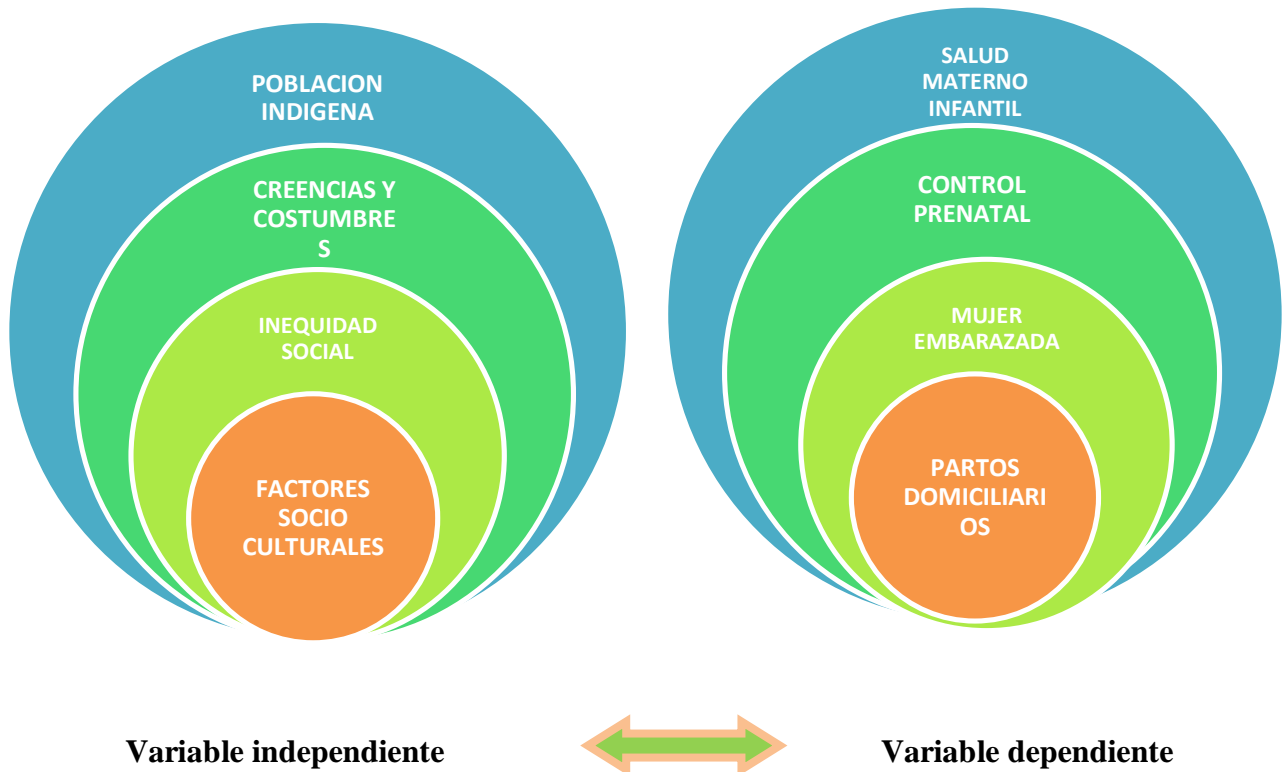 POBLACION
INDIGENA
CREENCIAS Y
COSTUMBRE
S
INEQUIDAD
SOCIAL
FACTORES
SOCIO
CULTURALES
SALUD
MATERNO
INFANTIL
CONTROL
PRENATAL
MUJER
EMBARAZADA
PARTOS
DOMICILIARI
OS
Variable independiente
Variable dependiente